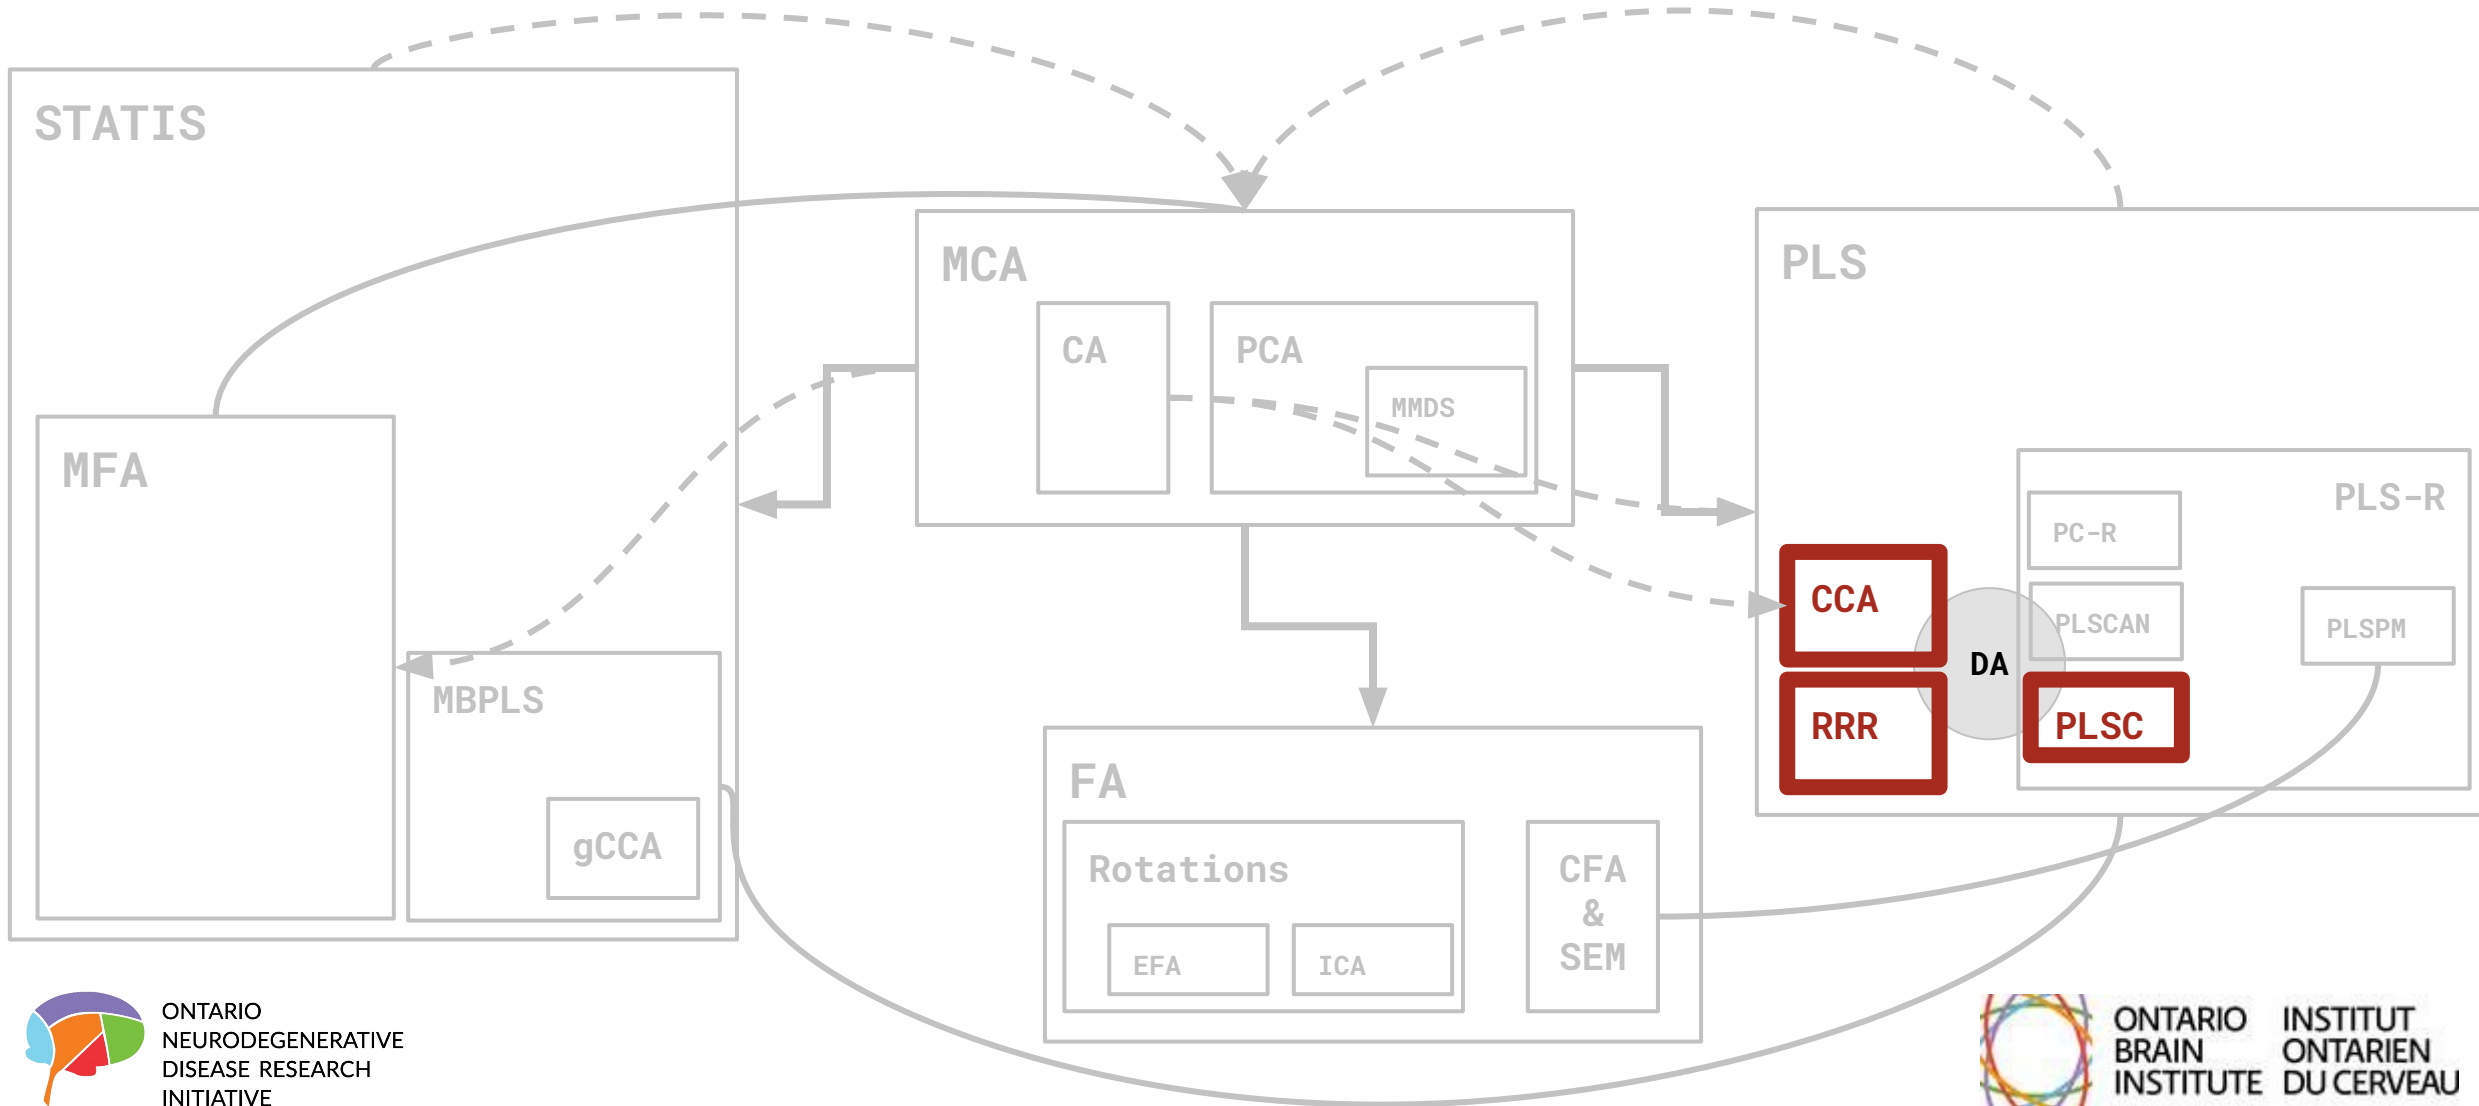 STATIS
MFA
MBPLS
gCCA
MCA
CA
PCA
MMDS
FA
Rotations
EFA
ICA
CFA
&
SEM
PLS
PLS-R
PC-R
PLSCAN
PLSPM
CCA
DA
RRR
PLSC
ONTARIO
NEURODEGENERATIVE
DISEASE RESEARCH
INITIATIVE
ONTARIO
BRAIN
INSTITUTE
INSTITUT
ONTARIEN
DU CERVEAU